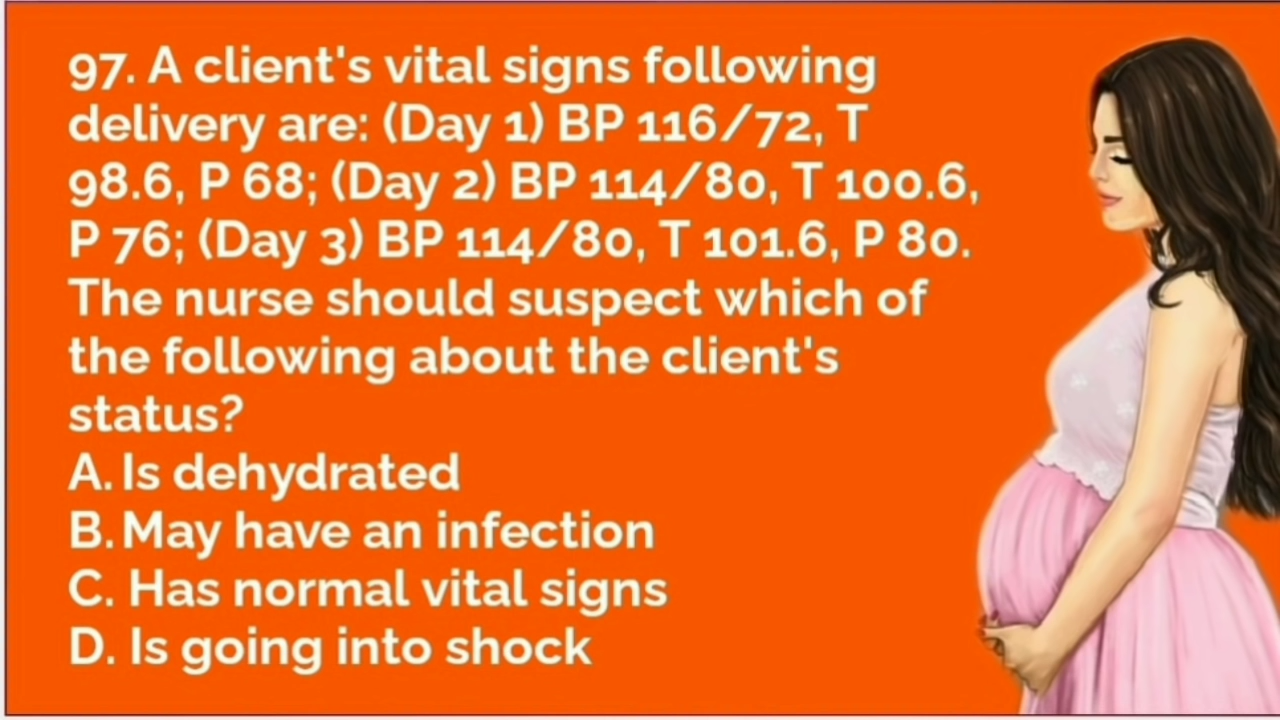 97. A client's vital signs following
delivery are: (Day 1) BP 116/72, T
98.6, P 68; (Day 2) BP 114/80, T 100.6,
P 76; (Day 3) BP 114/80, T 101.6, P 80.
The nurse should suspect which of
the following about the client's
status?
A. Is dehydrated
B. May have an infection
C. Has normal vital signs
D. Is going into shock